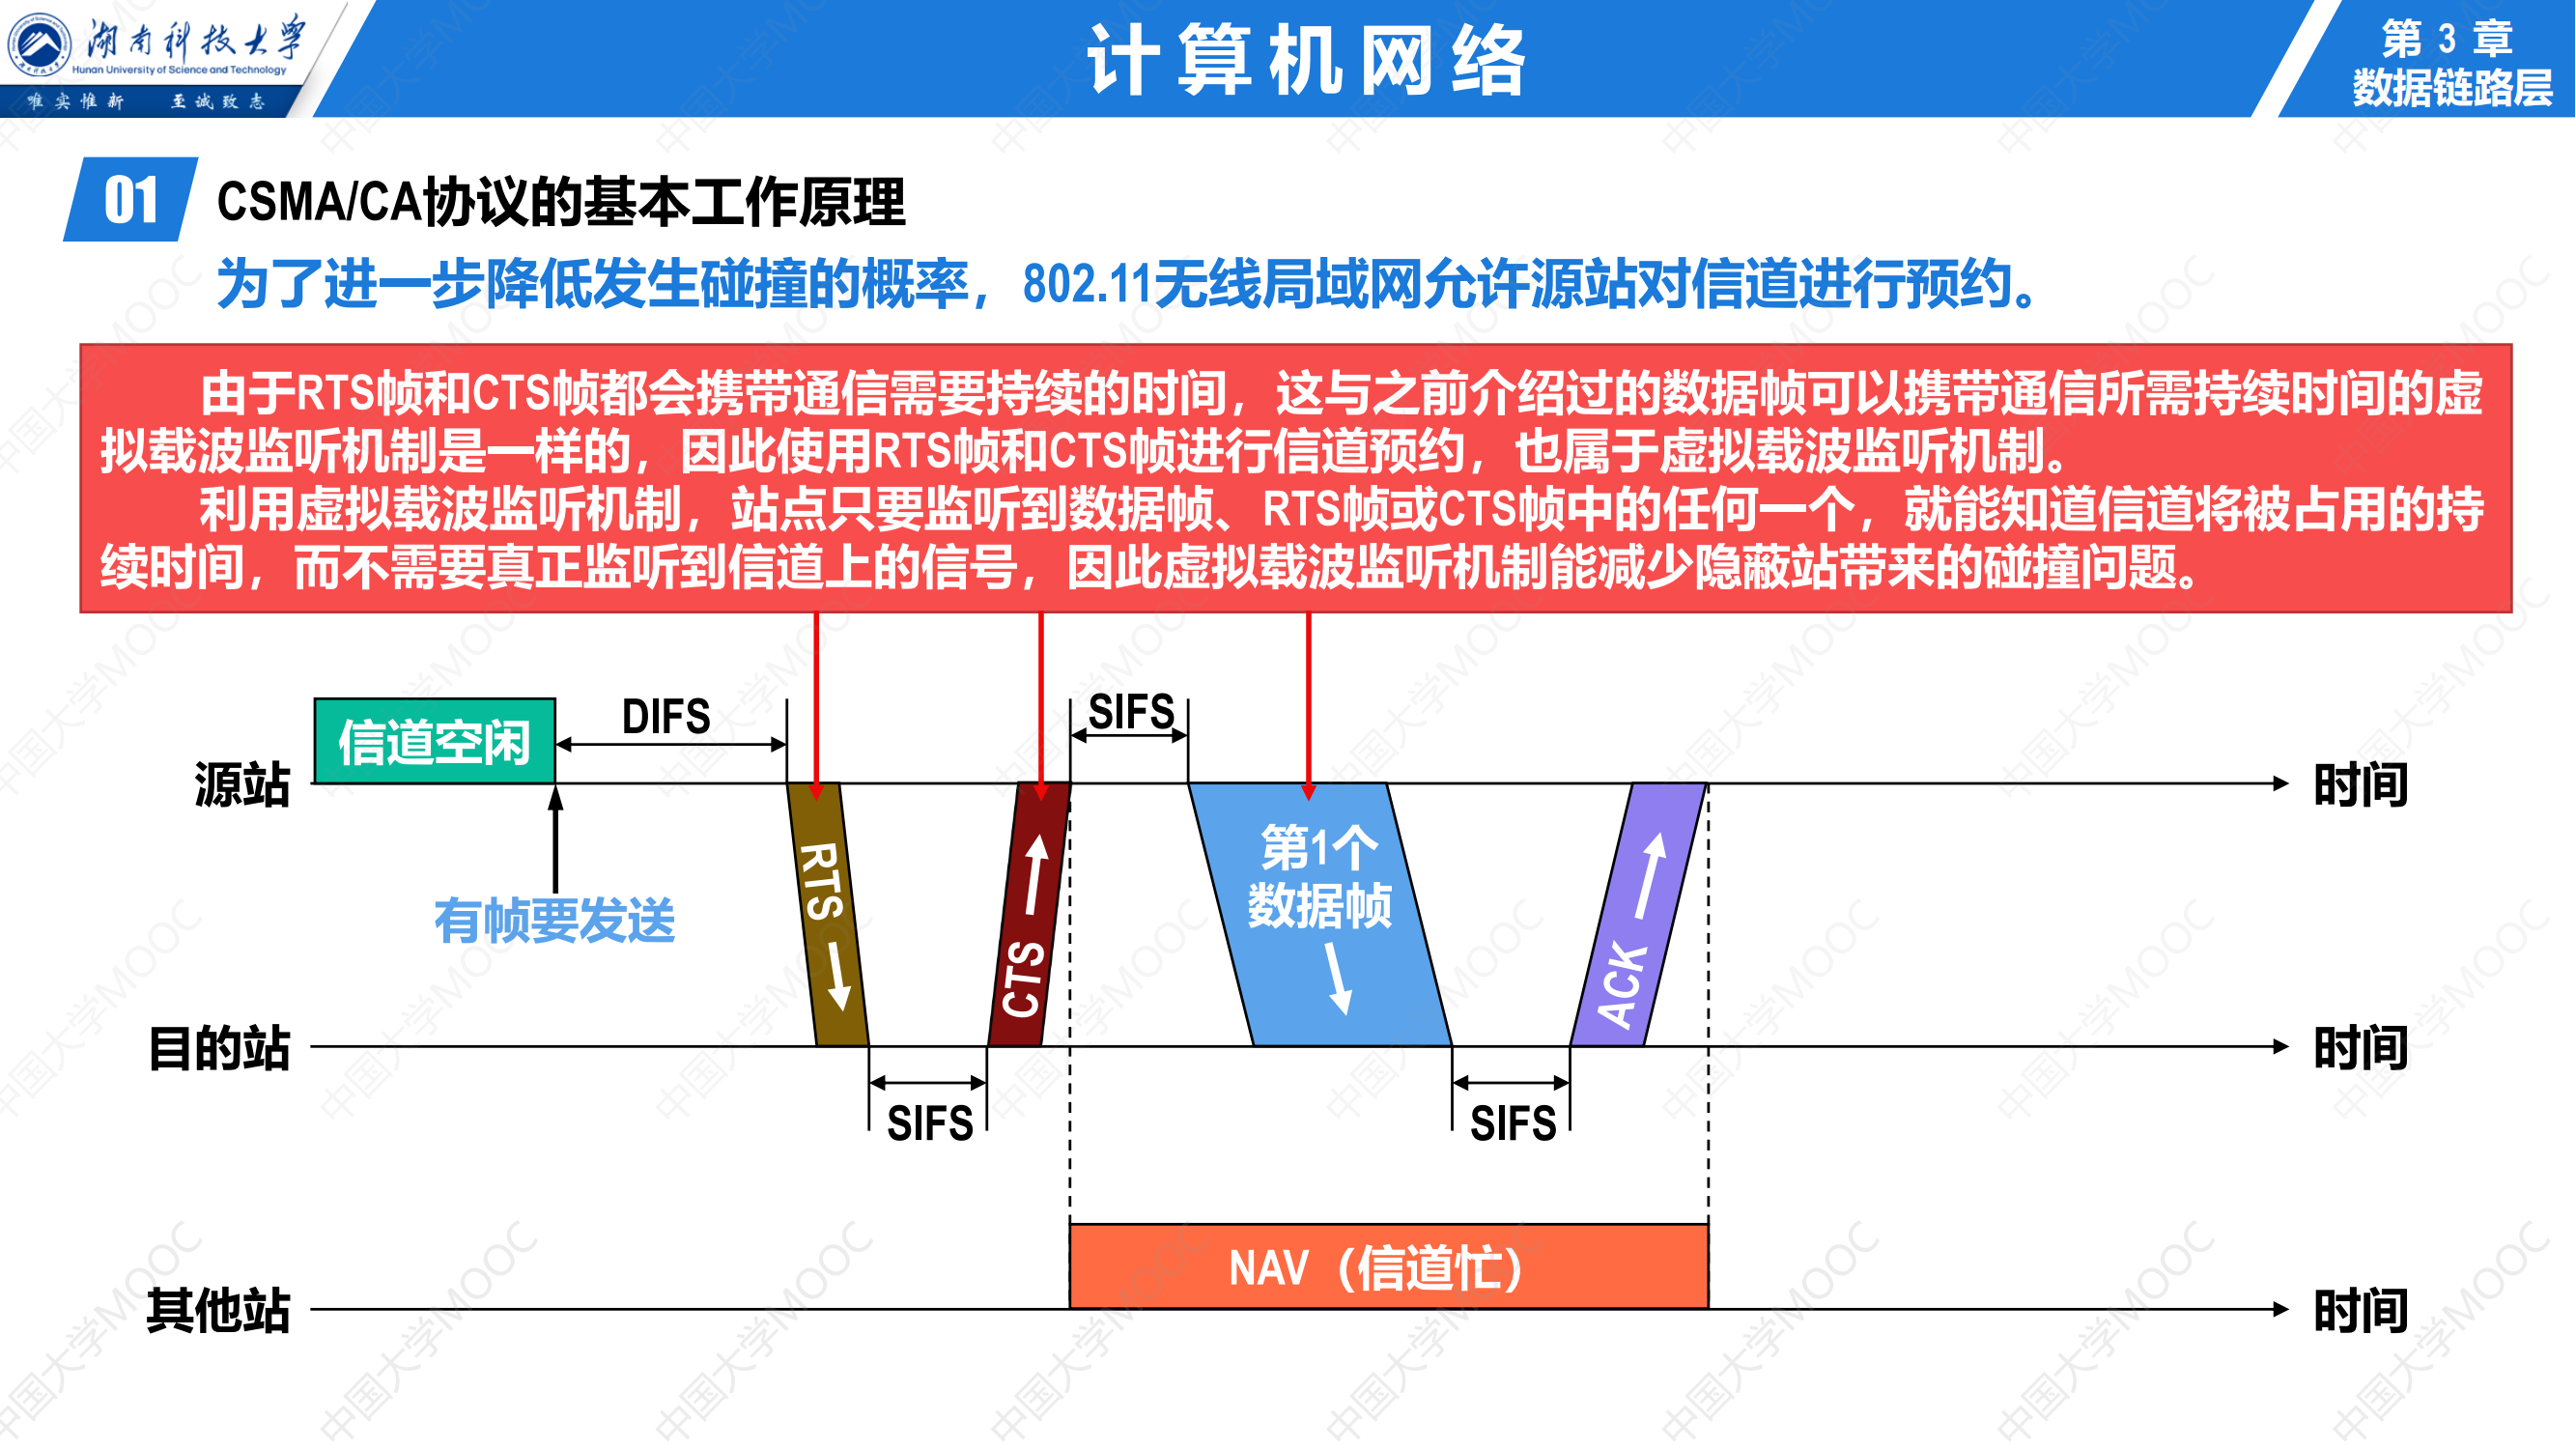 湖南科技大学
Hunan University of Science and Technology
唯实惟新 至诚致志
计算机网络
第 3 章
数据链路层
01
CSMA/CA协议的基本工作原理
为了进一步降低发生碰撞的概率，802.11无线局域网允许源站对信道进行预约。
由于RTS帧和CTS帧都会携带通信需要持续的时间，这与之前介绍过的数据帧可以携带通信所需持续时间的虚
拟载波监听机制是一样的，因此使用RTS帧和CTS帧进行信道预约，也属于虚拟载波监听机制。
利用虚拟载波监听机制，站点只要监听到数据帧、RTS帧或CTS帧中的任何一个，就能知道信道将被占用的持
续时间，而不需要真正监听到信道上的信号，因此虚拟载波监听机制能减少隐蔽站带来的碰撞问题。
信道空闲
DIFS
SIFS
源站
时间
有帧要发送
RTS
CTS
第1个
数据帧
ACK
目的站
时间
SIFS
SIFS
NAV（信道忙）
其他站
时间
中国大学MOOC